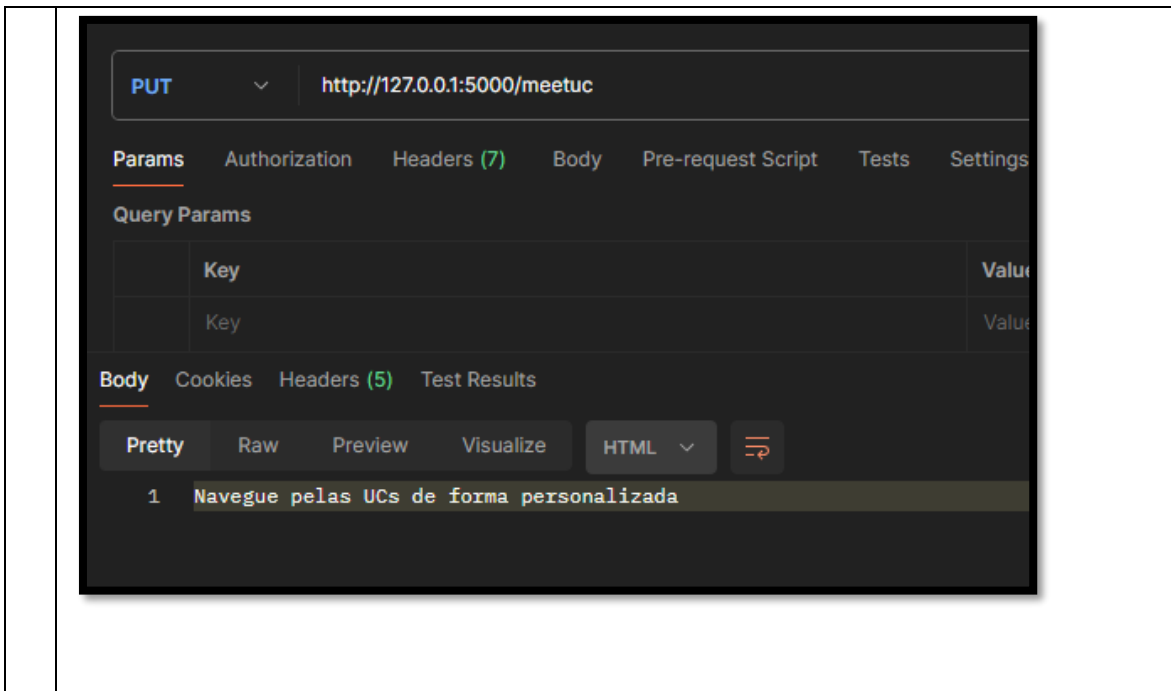 PUT http://127.0.0.1:5000/meetuc
Params Authorization Headers (7) Body Pre-request Script Tests Settings
Query Params
Key Value
Key Value
Body Cookies Headers (5) Test Results
Pretty Raw Preview Visualize HTML
1 Navegue pelas UCs de forma personalizada